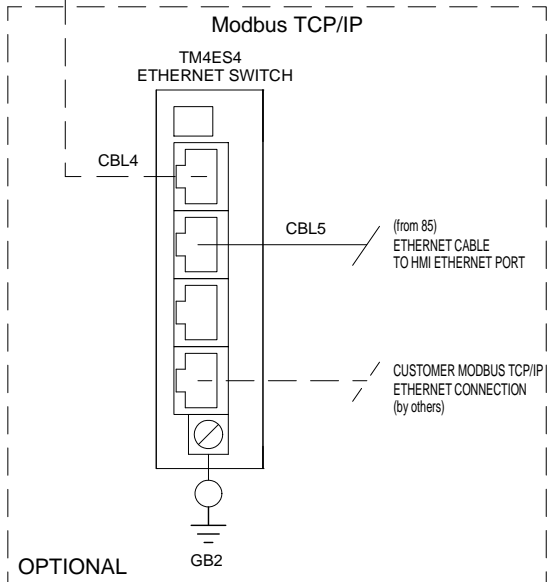 Modbus TCP/IP
TM4ES4
ETHERNET SWITCH
CBL4
CBL5
(from 85)
ETHERNET CABLE
TO HMI ETHERNET PORT
CUSTOMER MODBUS TCP/IP
ETHERNET CONNECTION
(by others)
GB2
OPTIONAL